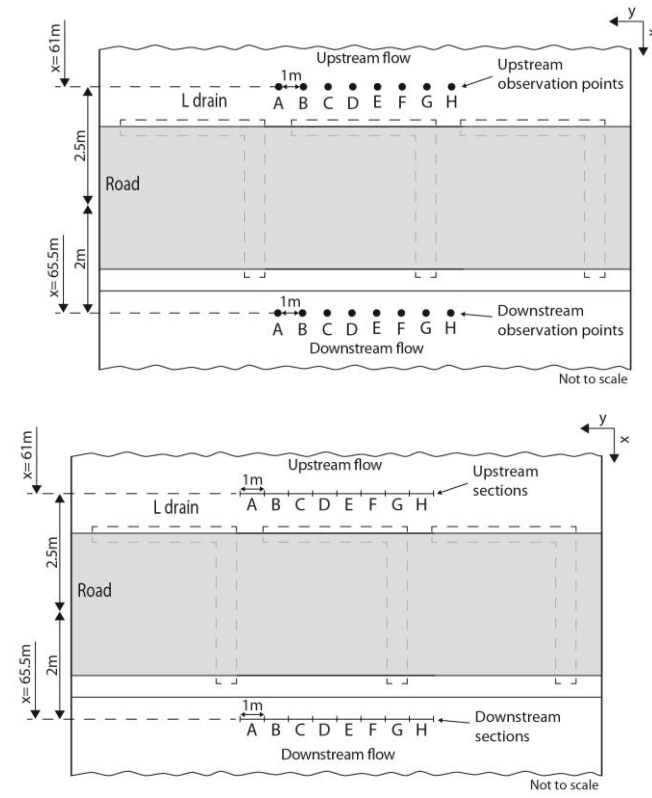 y
x
x= 61m
Upstream flow
1m
Upstream
observation points
A B C D E F G H
L drain
2.5m
Road
x= 65.5m
2m
1m
Downstream
observation points
A B C D E F G H
Downstream flow
Not to scale
y
x
x= 61m
Upstream flow
1m
Upstream
sections
A B C D E F G H
L drain
2.5m
Road
x= 65.5m
2m
1m
Downstream
sections
A B C D E F G H
Downstream flow
Not to scale